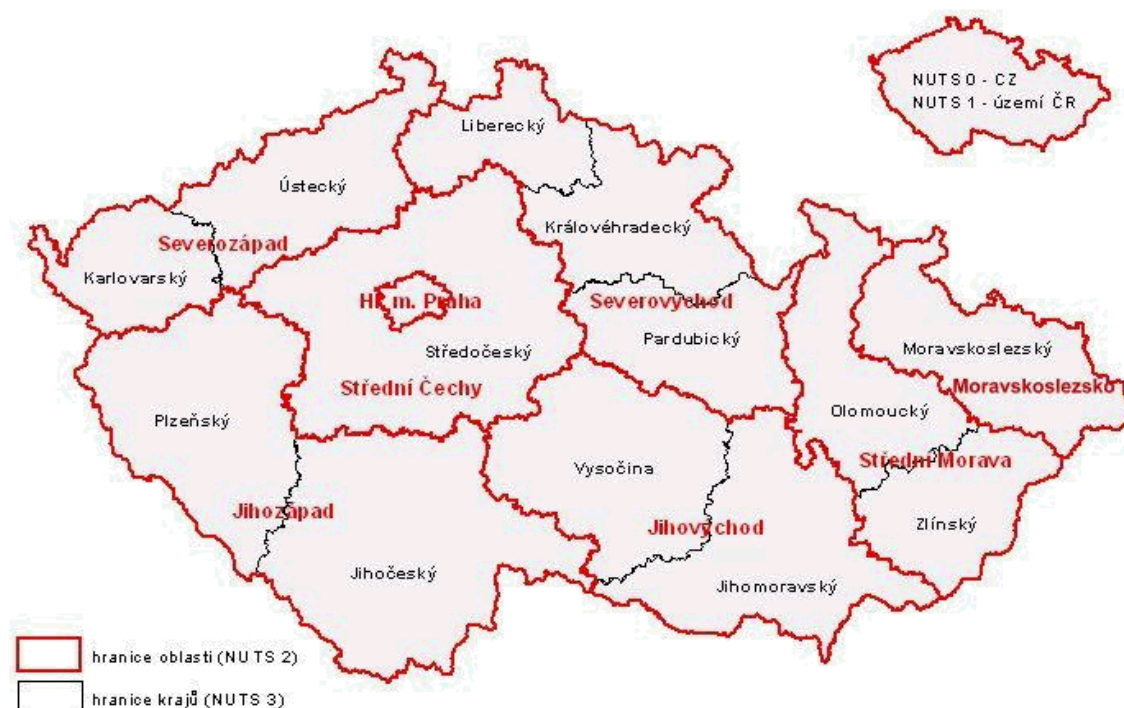 NUTS 0 - CZ
NUTS 1 - území ČR
Liberecký
Ústecký
Královéhradecký
Severozápad
Karlovarský
Hl. m. Praha
Severovýchod
Pardubický
Středočeský
Moravskoslezský
Střední Čechy
Moravskoslezsko
Plzeňský
Olomoucký
Vysočina
Střední Morava
Jihozápad
Jihovýchod
Zlínský
Jihočeský
Jihomoravský
hranice oblastí (NUTS 2)
hranice krajů (NUTS 3)